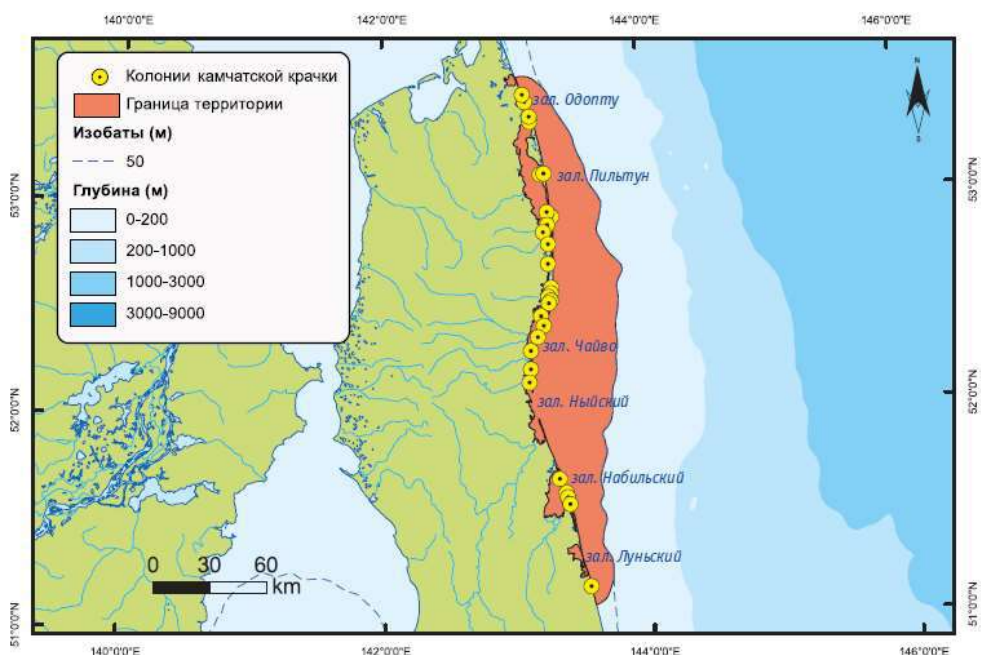 140°0'0"E 142°0'0"E 144°0'0"E 146°0'0"E
Колонии камчатской крачки
Граница территории
Изобаты (м)
50
Глубина (м)
0-200
200-1000
1000-3000
3000-9000
N
S
зал. Одопту
зал. Пильтун
зал. Чайво
зал. Ныйский
зал. Набильский
зал. Луньский
53°0'0"N 53°0'0"N
52°0'0"N 52°0'0"N
51°0'0"N 51°0'0"N
0 30 60
km
140°0'0"E 142°0'0"E 144°0'0"E 146°0'0"E